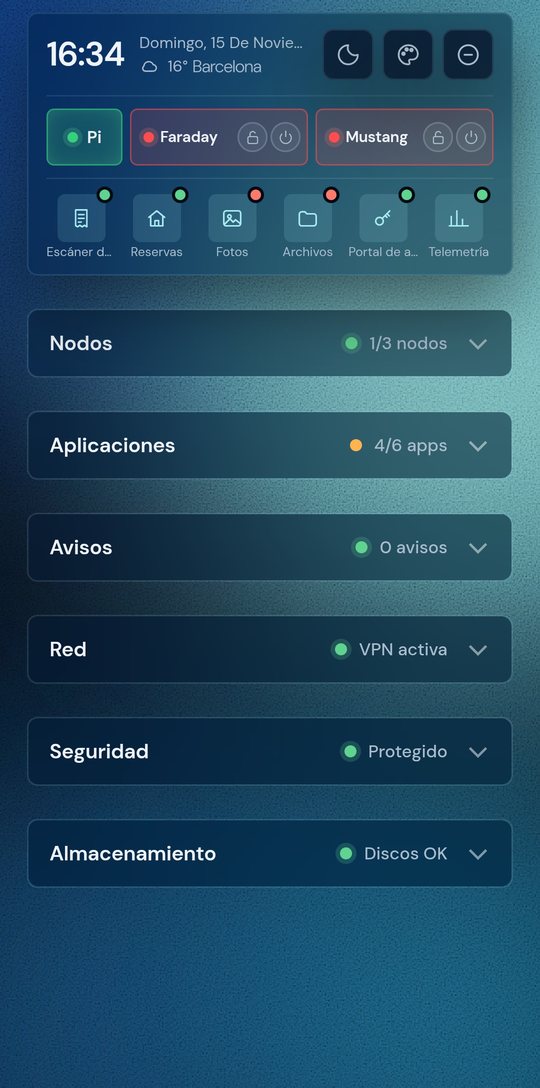 16:34
Domingo, 15 De Novie...
16° Barcelona
Pi
Faraday
Mustang
Escáner d...
Reservas
Fotos
Archivos
Portal de a...
Telemetría
Nodos
1/3 nodos
Aplicaciones
4/6 apps
Avisos
0 avisos
Red
VPN activa
Seguridad
Protegido
Almacenamiento
Discos OK